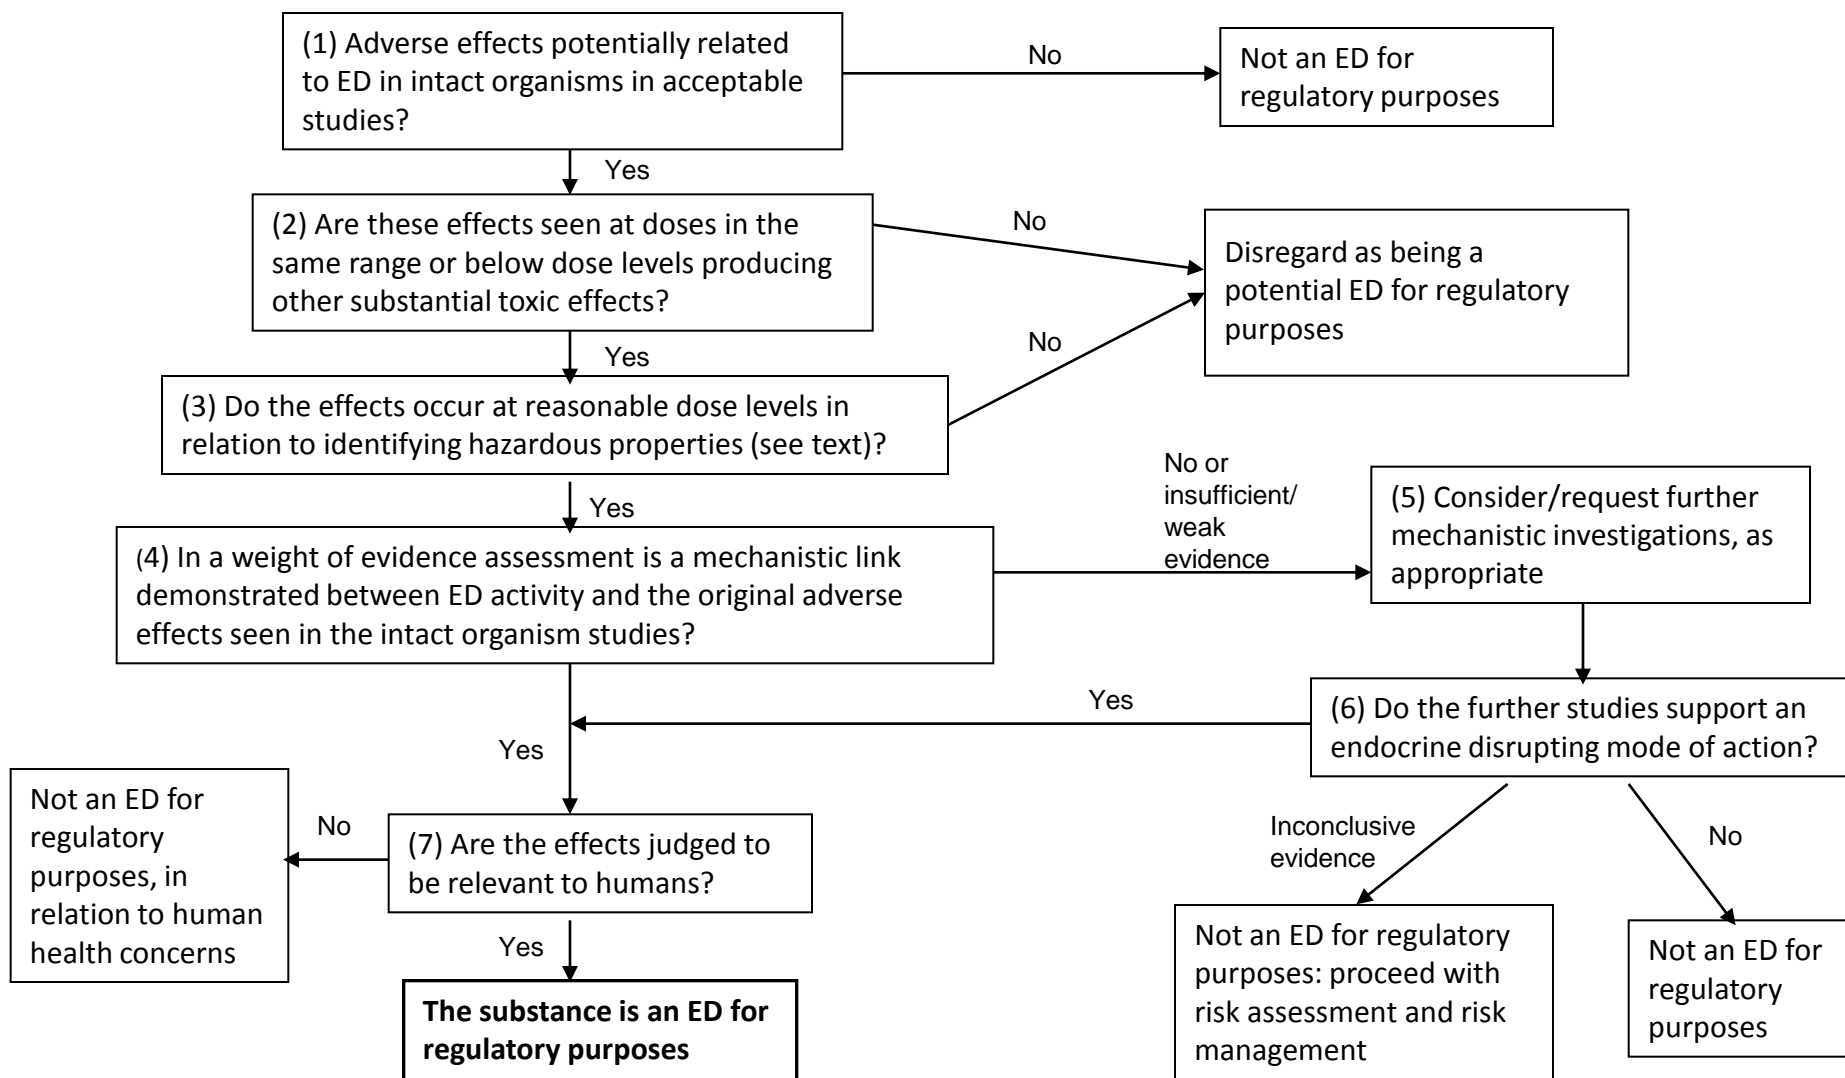 (1) Adverse effects potentially related
to ED in intact organisms in acceptable
studies?
No
Not an ED for
regulatory purposes
Yes
(2) Are these effects seen at doses in the
same range or below dose levels producing
other substantial toxic effects?
No
Disregard as being a
potential ED for regulatory
purposes
Yes
No
(3) Do the effects occur at reasonable dose levels in
relation to identifying hazardous properties (see text)?
Yes
No or
insufficient/
weak
evidence
(4) In a weight of evidence assessment is a mechanistic link
demonstrated between ED activity and the original adverse
effects seen in the intact organism studies?
(5) Consider/request further
mechanistic investigations, as
appropriate
Yes
(6) Do the further studies support an
endocrine disrupting mode of action?
Yes
Not an ED for
regulatory
purposes, in
relation to human
health concerns
No
(7) Are the effects judged to
be relevant to humans?
Inconclusive
evidence
No
Yes
The substance is an ED for
regulatory purposes
Not an ED for regulatory
purposes: proceed with
risk assessment and risk
management
Not an ED for
regulatory
purposes